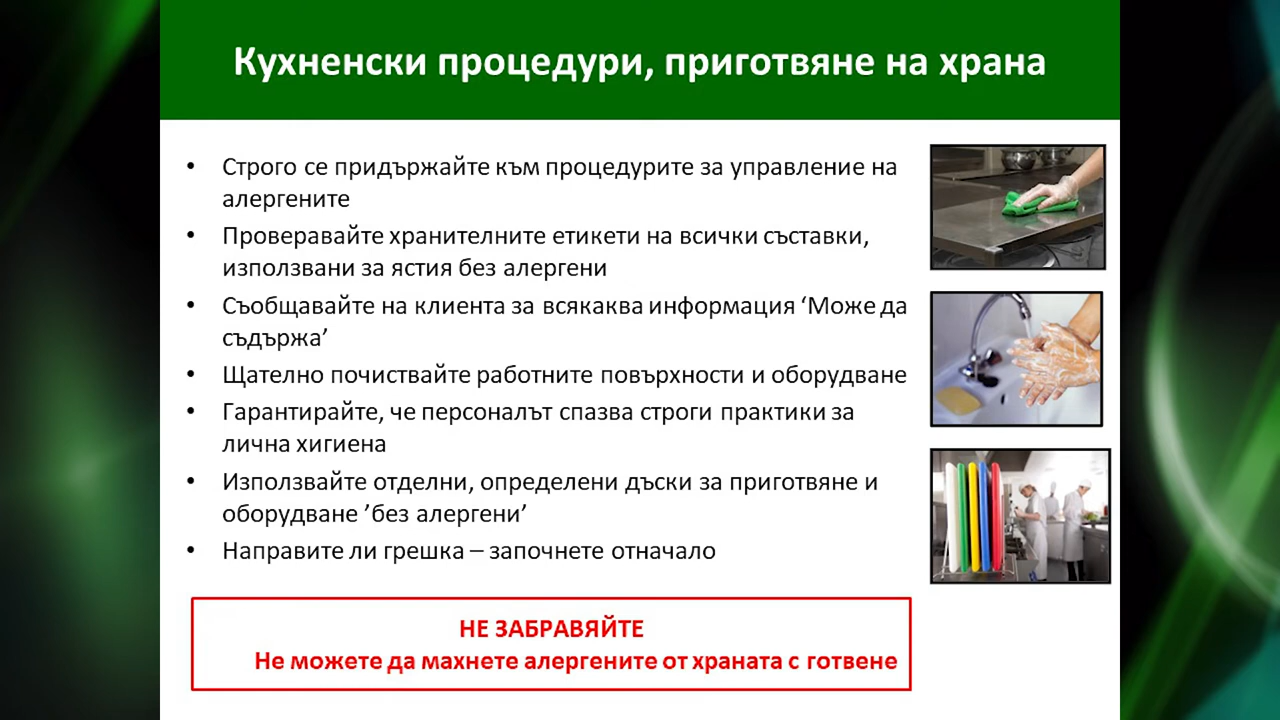 Кухненски процедури, приготвяне на храна
• Строго се придържайте към процедурите за управление на
алергените
• Проверавайте хранителните етикети на всички съставки,
използвани за ястия без алергени
• Съобщавайте на клиента за всякаква информация ‘Може да
съдържа’
• Щателно почиствайте работните повърхности и оборудване
• Гарантирайте, че персоналът спазва строги практики за
лична хигиена
• Използвайте отделни, определени дъски за приготвяне и
оборудване ’без алергени’
• Направите ли грешка – започнете отначало
НЕ ЗАБРАВЯЙТЕ
Не можете да махнете алергените от храната с готвене